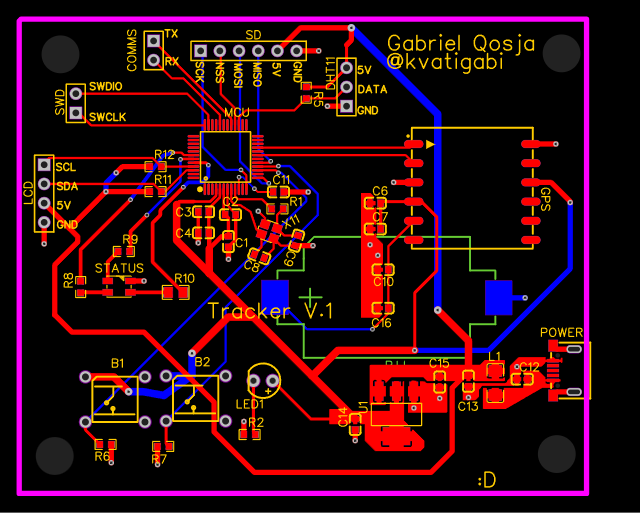 COMMS
TX
RX
SD
SCK
NSS
MOSI
MISO
5V
GND
DHT11
5V
DATA
GND
Gabriel Qosja
@kvatigabi
SWD
SWDIO
SWCLK
R5
MCU
LCD
SCL
SDA
5V
GND
R12
R11
C11
R1
C3
C2
C4
C1
X1
C8
C9
C6
C7
C10
C16
GPS
R9
R8
STATUS
R10
Tracker V.1
POWER
B1
B2
LED1
+
R2
R6
R7
C14
U1
C15
C13
L1
C12
:D